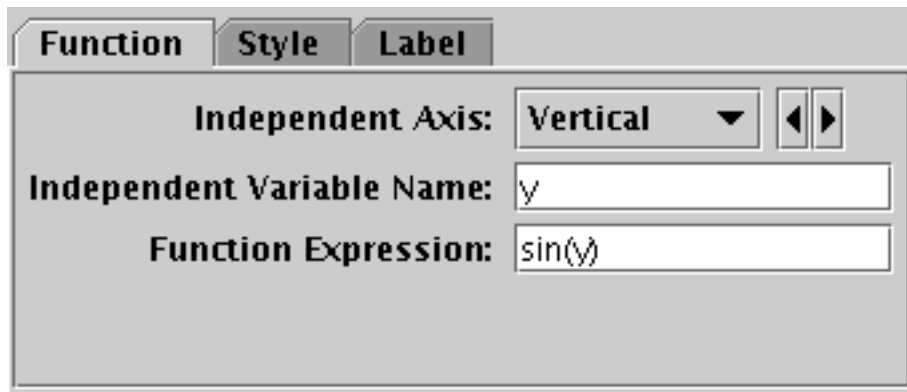 Function Style Label
Independent Axis: Vertical
Independent Variable Name: y
Function Expression: sin(y)